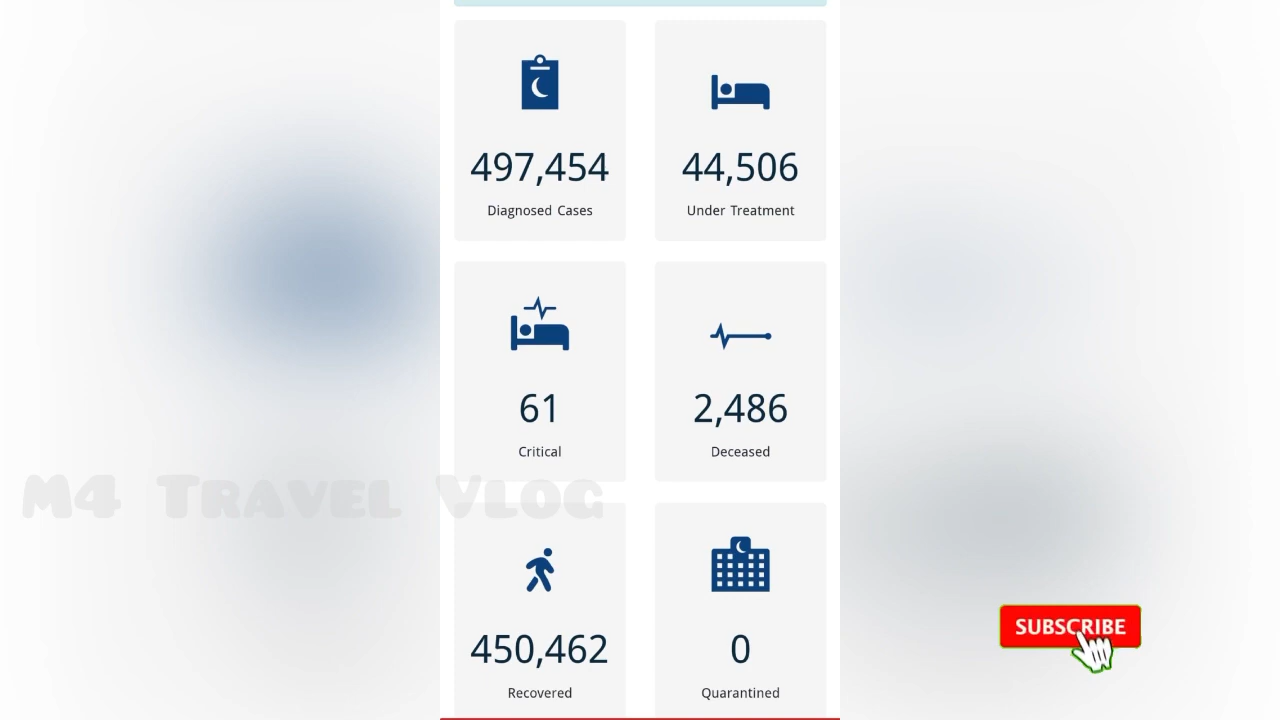 497,454
Diagnosed Cases
44,506
Under Treatment
61
Critical
2,486
Deceased
M4 Travel Vlog
450,462
Recovered
0
Quarantined
SUBSCRIBE